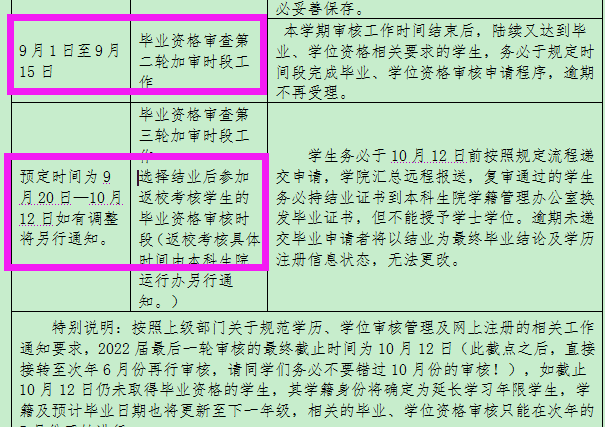 必妥善保存。
9月1日至9月
15日
毕业资格审查第
二轮加审时段工
作
本学期审核工作时间结束后，陆续又达到毕
业、学位资格相关要求的学生，务必于规定时
间段完成毕业、学位资格审核申请程序，逾期
不再受理。
预定时间为9
月20日—10月
12日如有调整
将另行通知。
毕业资格审查第
三轮加审时段工
作
选择结业后参加
返校考核学生的
毕业资格审核时
段（返校考核具体
时间由本科生院
运行办另行通
知。）
学生务必于10月12日前按照规定流程递
交申请，学院汇总远程报送，复审通过的学生
务必持结业证书到本科生院学籍管理办公室换
发毕业证书，但不能授予学士学位。逾期未递
交毕业申请者将以结业为最终毕业结论及学历
注册信息状态，无法更改。
特别说明：按照上级部门关于规范学历、学位审核管理及网上注册的相关工作
通知要求，2022届最后一轮审核的最终截止时间为10月12日（此截点之后，直接
接转至次年6月份再行审核，请同学们务必不要错过10月份的审核！），如截止
10月12日仍未取得毕业资格的学生，其学籍身份将确定为延长学习年限学生，学
籍及预计毕业日期也将更新至下一年级，相关的毕业、学位资格审核只能在次年的